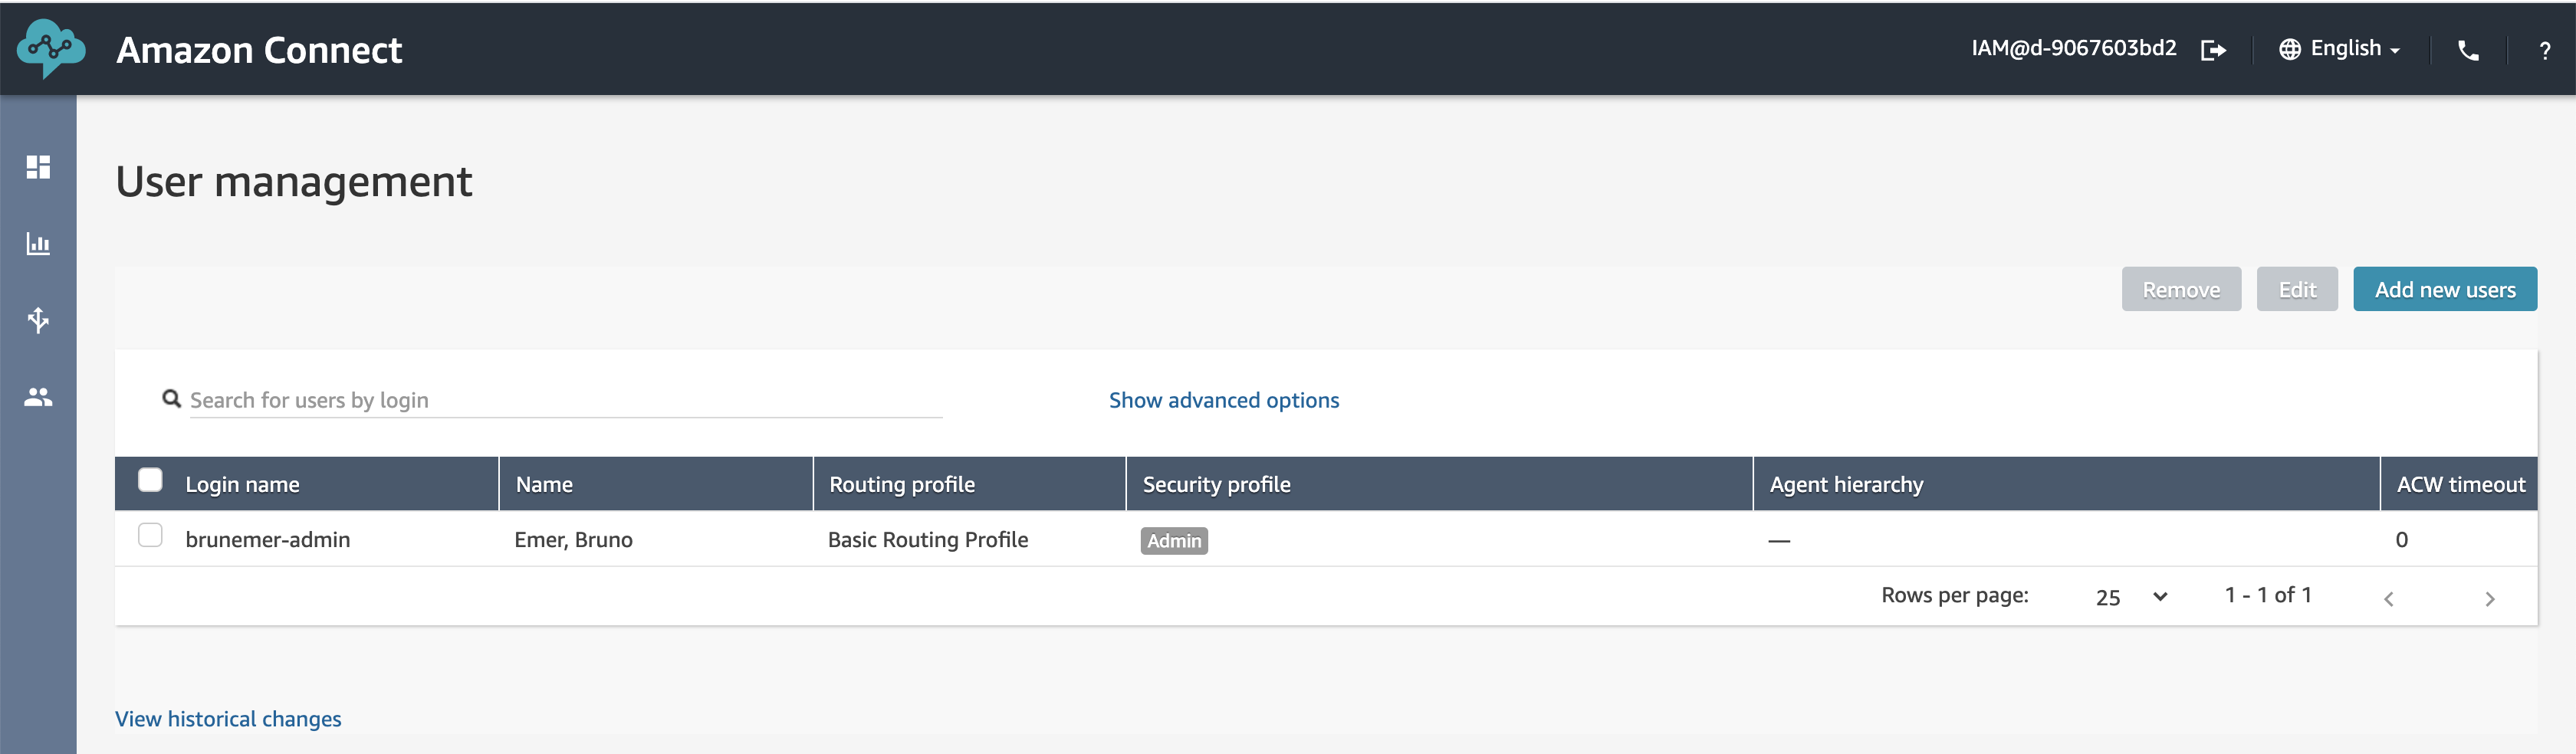 Amazon Connect
IAM@d-9067603bd2
English
?
User management
Remove
Edit
Add new users
Search for users by login
Show advanced options
Login name Name Routing profile Security profile Agent hierarchy ACW timeout
brunemer-admin Emer, Bruno Basic Routing Profile Admin — 0
Rows per page: 25 1 - 1 of 1
View historical changes